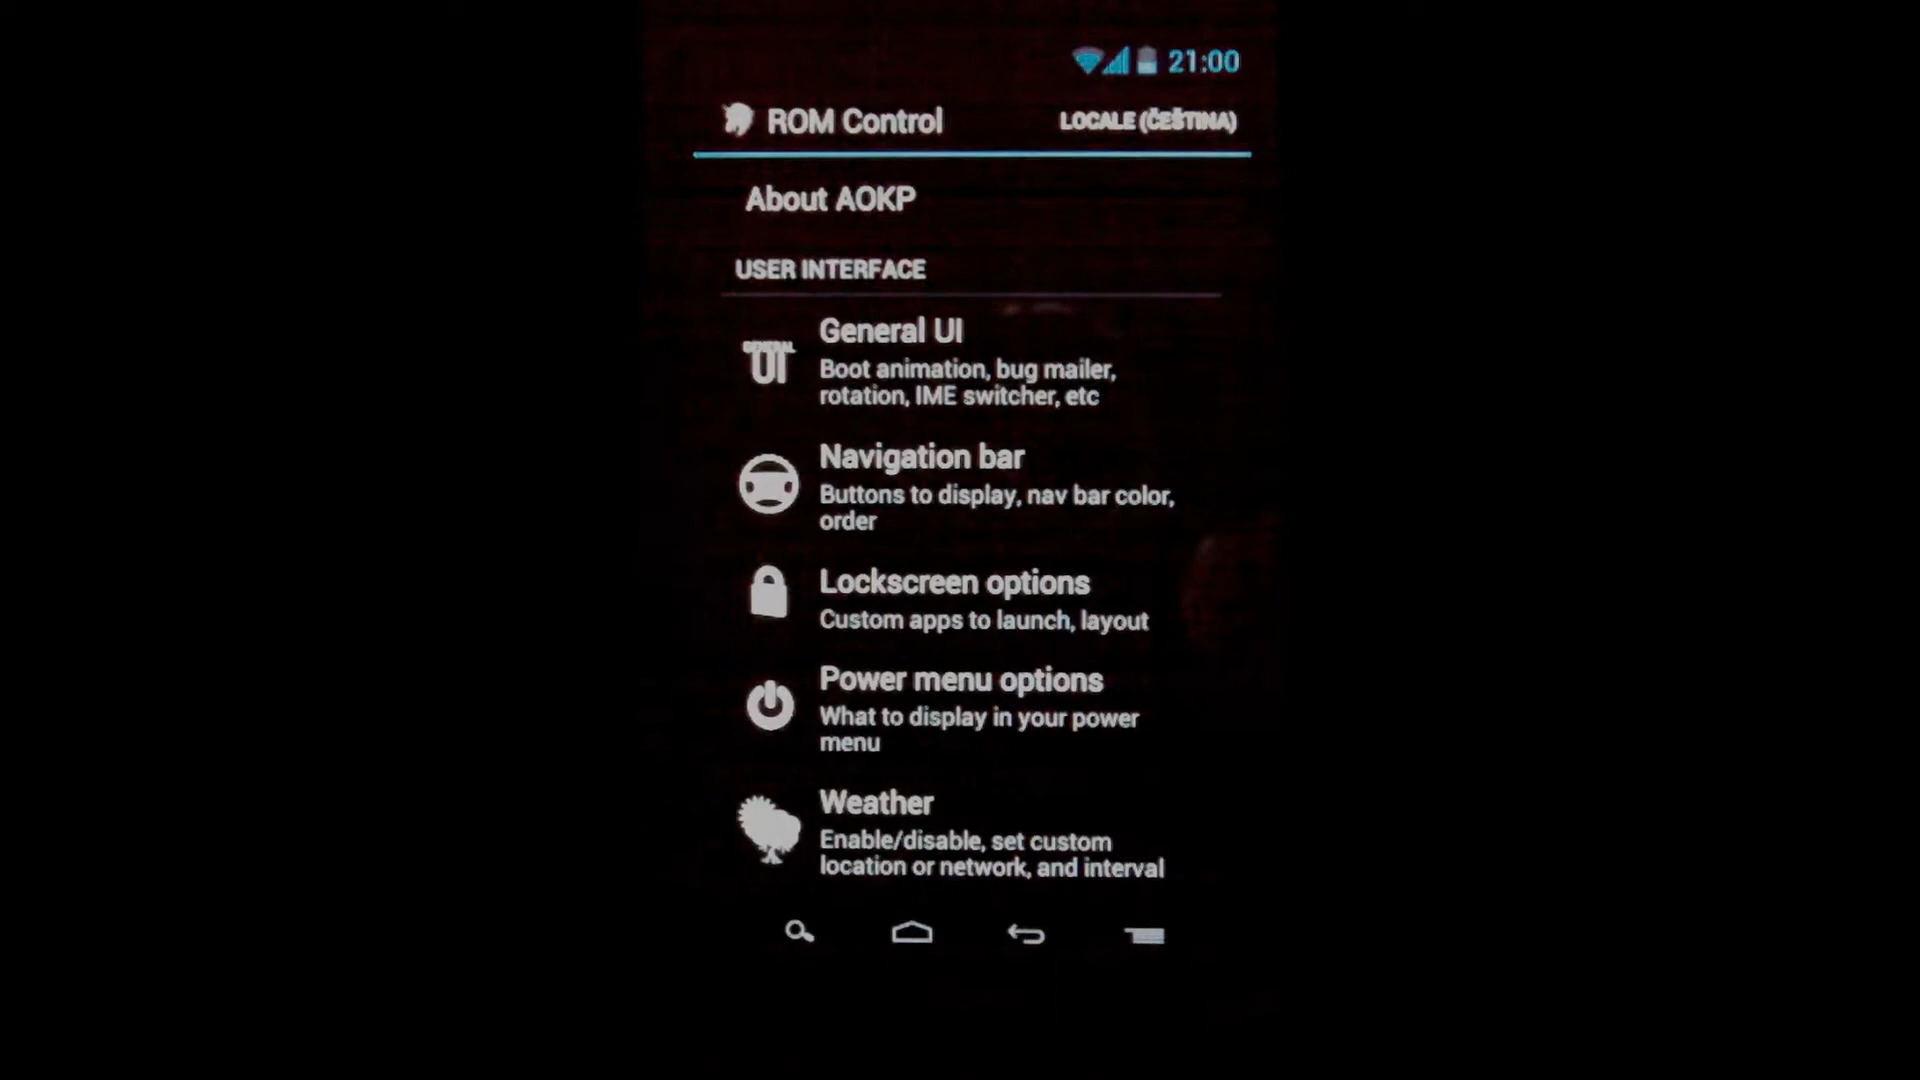 21:00
ROM Control
LOCALE (ČEŠTINA)
About AOKP
USER INTERFACE
GENERAL
UI
General UI
Boot animation, bug mailer,
rotation, IME switcher, etc
Navigation bar
Buttons to display, nav bar color,
order
Lockscreen options
Custom apps to launch, layout
Power menu options
What to display in your power
menu
Weather
Enable/disable, set custom
location or network, and interval